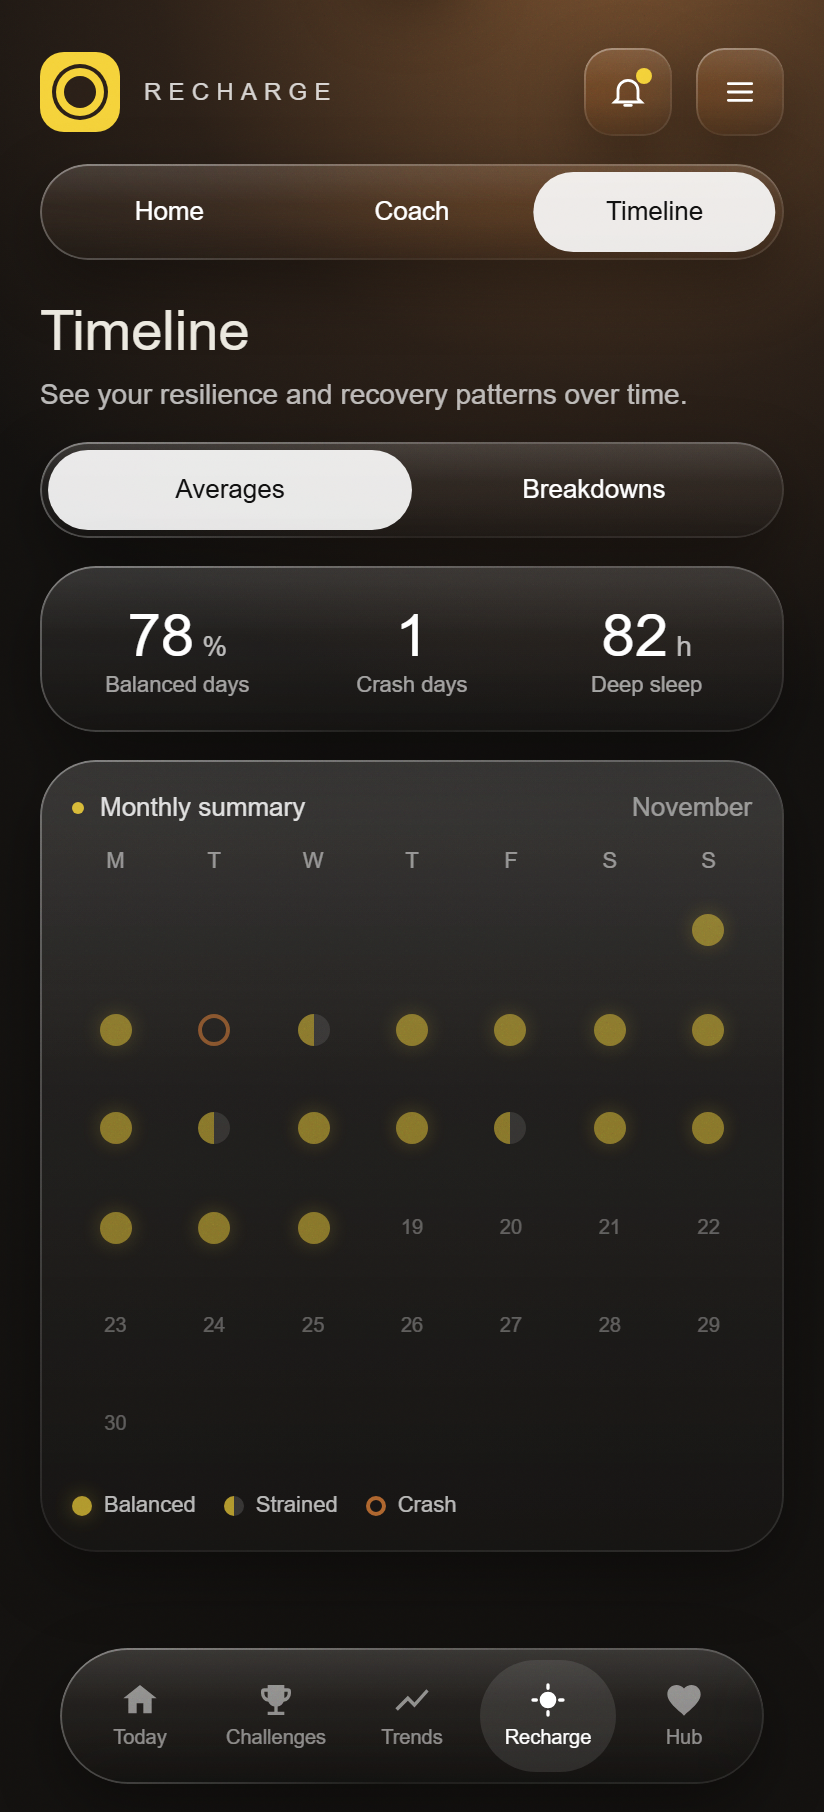 RECHARGE
Home Coach Timeline
Timeline
See your resilience and recovery patterns over time.
Averages Breakdowns
78 % 1 82 h
Balanced days Crash days Deep sleep
Monthly summary November
M T W T F S S
19 20 21 22
23 24 25 26 27 28 29
30
Balanced Strained Crash
Today Challenges Trends Recharge Hub